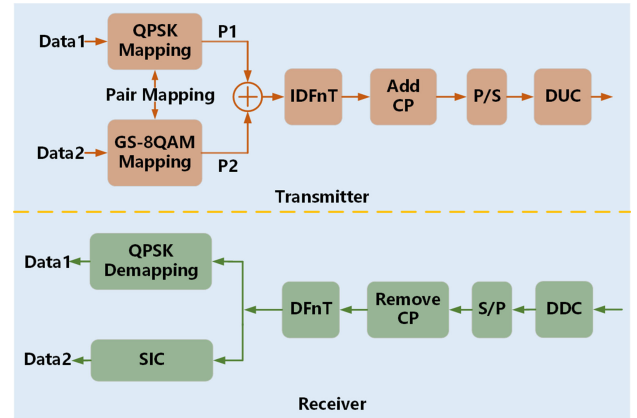 Data1
QPSK
Mapping
P1
Pair Mapping
Data2
GS-8QAM
Mapping
P2
IDFnT
Add
CP
P/S
DUC
Transmitter
Data1
QPSK
Demapping
DFnT
Remove
CP
S/P
DDC
Data2
SIC
Receiver